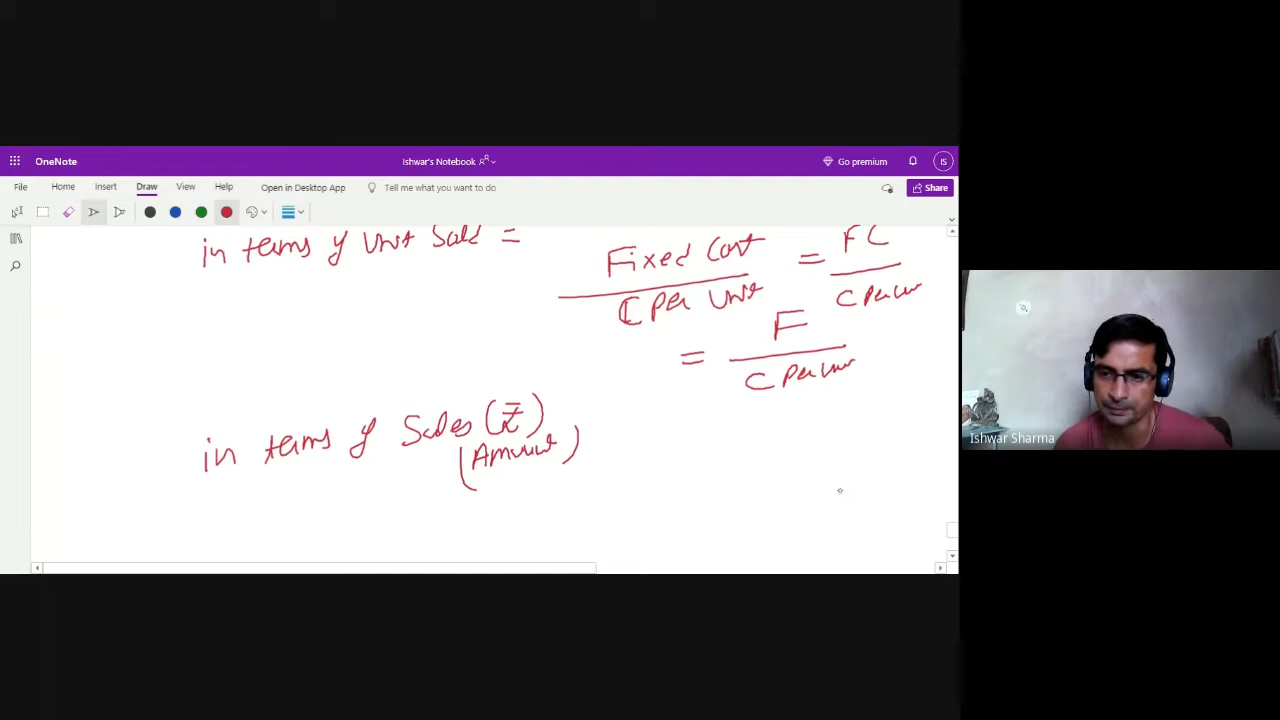 OneNote
Ishwar's Notebook
Go premium
IS
File Home Insert Draw View Help Open in Desktop App Tell me what you want to do
Share
in terms of Unit Sold =
Fixed Cost = FC
C per Unit C per Unit
= F
C per Unit
in terms of Sales (₹)
(Amount)
Ishwar Sharma